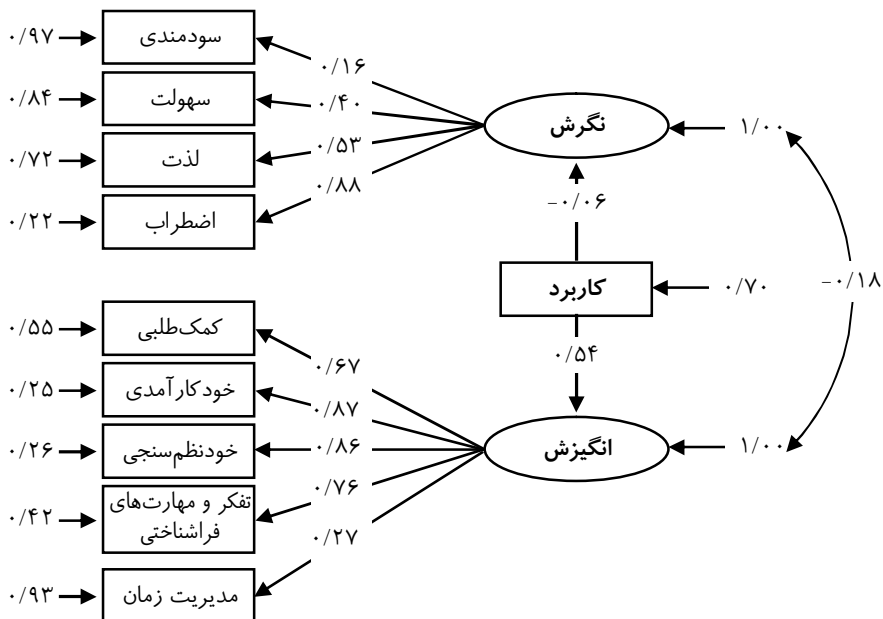 ۰/۹۷
سودمندی
۰/۱۶
۰/۸۴
سهولت
۰/۴۰
نگرش
۱/۰۰
۰/۷۲
لذت
۰/۵۳
۰/۲۲
اضطراب
۰/۸۸
-۰/۰۶
کاربرد
۰/۷۰
-۰/۱۸
۰/۵۴
۰/۵۵
کمک‌طلبی
۰/۶۷
۰/۲۵
خودکارآمدی
۰/۸۷
۰/۲۶
خودنظم‌سنجی
۰/۸۶
انگیزش
۱/۰۰
۰/۴۲
تفکر و مهارت‌های
فراشناختی
۰/۷۶
۰/۲۷
۰/۹۳
مدیریت زمان